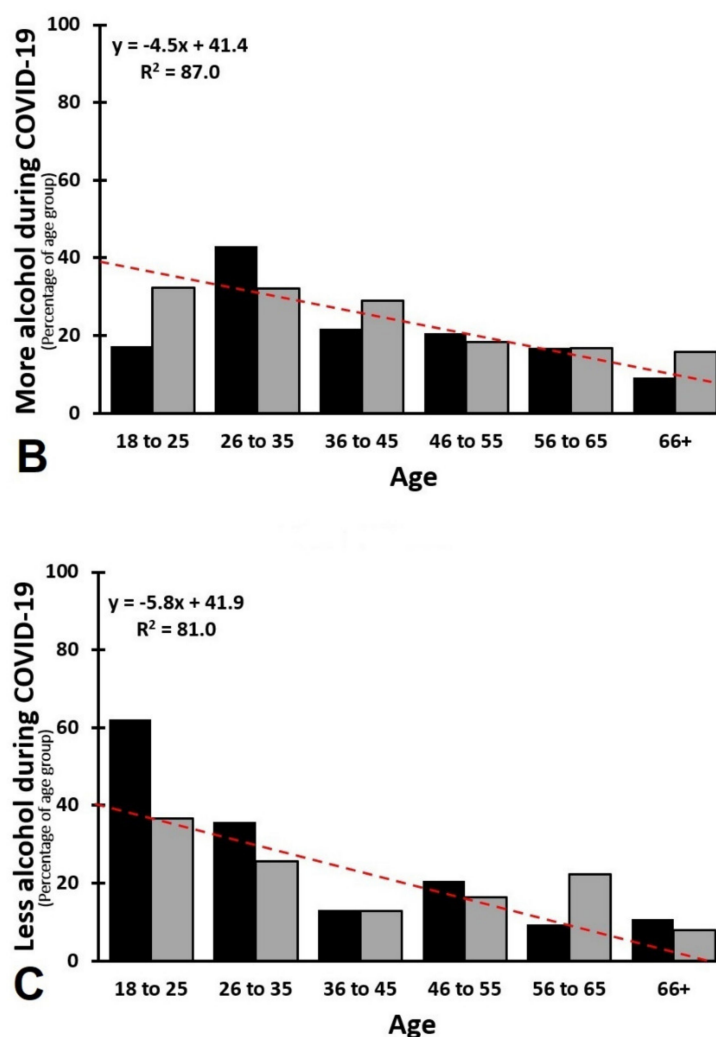 100
y = -4.5x + 41.4
R² = 87.0
80
60
40
20
0
More alcohol during COVID-19
(Percentage of age group)
18 to 25 26 to 35 36 to 45 46 to 55 56 to 65 66+
B
Age
100
y = -5.8x + 41.9
R² = 81.0
80
60
40
20
0
Less alcohol during COVID-19
(Percentage of age group)
18 to 25 26 to 35 36 to 45 46 to 55 56 to 65 66+
C
Age